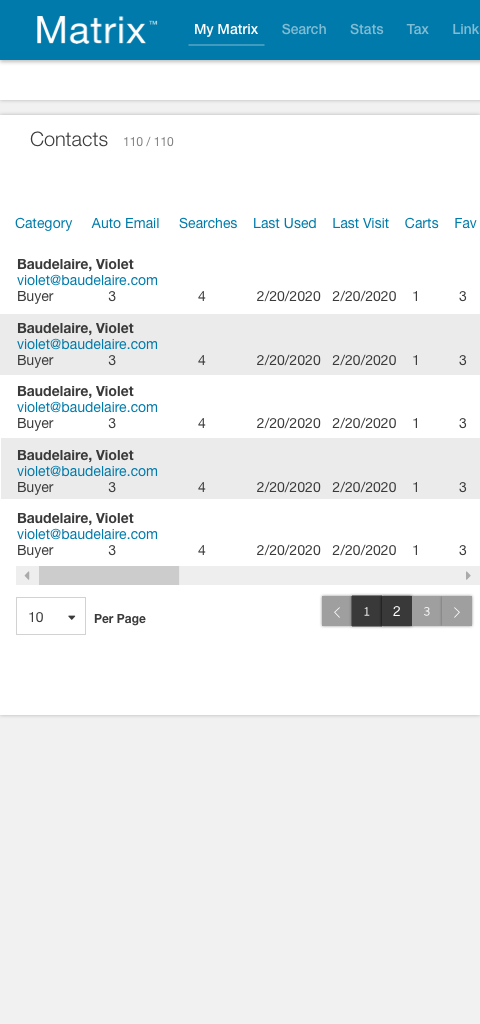 Matrix™ My Matrix Search Stats Tax Link
Contacts 110 / 110
Category Auto Email Searches Last Used Last Visit Carts Fav
Baudelaire, Violet
violet@baudelaire.com
Buyer 3 4 2/20/2020 2/20/2020 1 3
Baudelaire, Violet
violet@baudelaire.com
Buyer 3 4 2/20/2020 2/20/2020 1 3
Baudelaire, Violet
violet@baudelaire.com
Buyer 3 4 2/20/2020 2/20/2020 1 3
Baudelaire, Violet
violet@baudelaire.com
Buyer 3 4 2/20/2020 2/20/2020 1 3
Baudelaire, Violet
violet@baudelaire.com
Buyer 3 4 2/20/2020 2/20/2020 1 3
10 Per Page 1 2 3